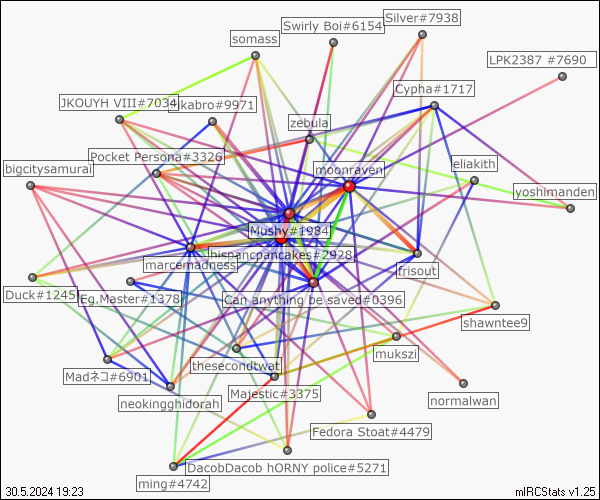 Swirly Boi#6154
Silver#7938
somass
LPK2387 #7690
Cypha#1717
JKOUYH VIII#7034
zebula
Pocket Persona#3326
moonraven
eliakith
bigcitysamurai
yoshimanden
Mushy#1984
hispancpancakes#2928
marcemadness
frisout
Duck#1245
Eg.Master#1378
Can anything be saved#0396
shawntee9
mukszi
thesecondtwat
Madネコ#6901
Majestic#3375
neokingghidorah
normalwan
Fedora Stoat#4479
DacobDacob hORNY police#5271
ming#4742
30.5.2024 19:23
mIRCStats v1.25